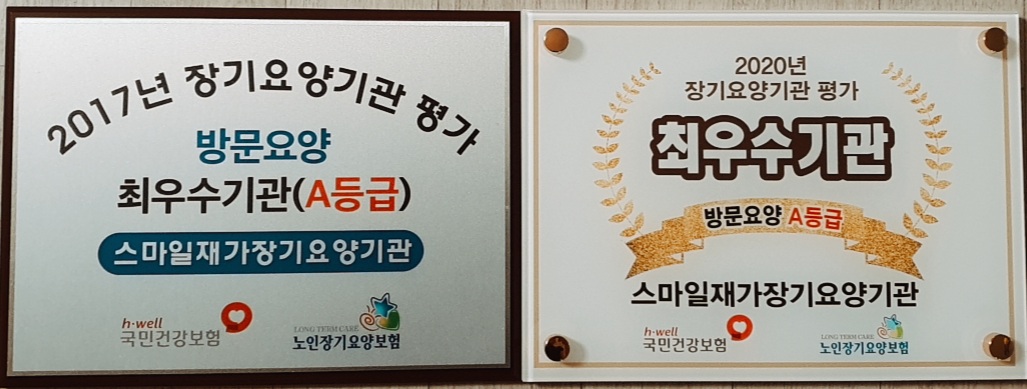 2017년 장기요양기관 평가
방문요양
최우수기관(A등급)
스마일재가장기요양기관
h·well
국민건강보험
LONG TERM CARE
노인장기요양보험
2020년
장기요양기관 평가
최우수기관
방문요양 A등급
스마일재가장기요양기관
h·well
국민건강보험
LONG TERM CARE
노인장기요양보험